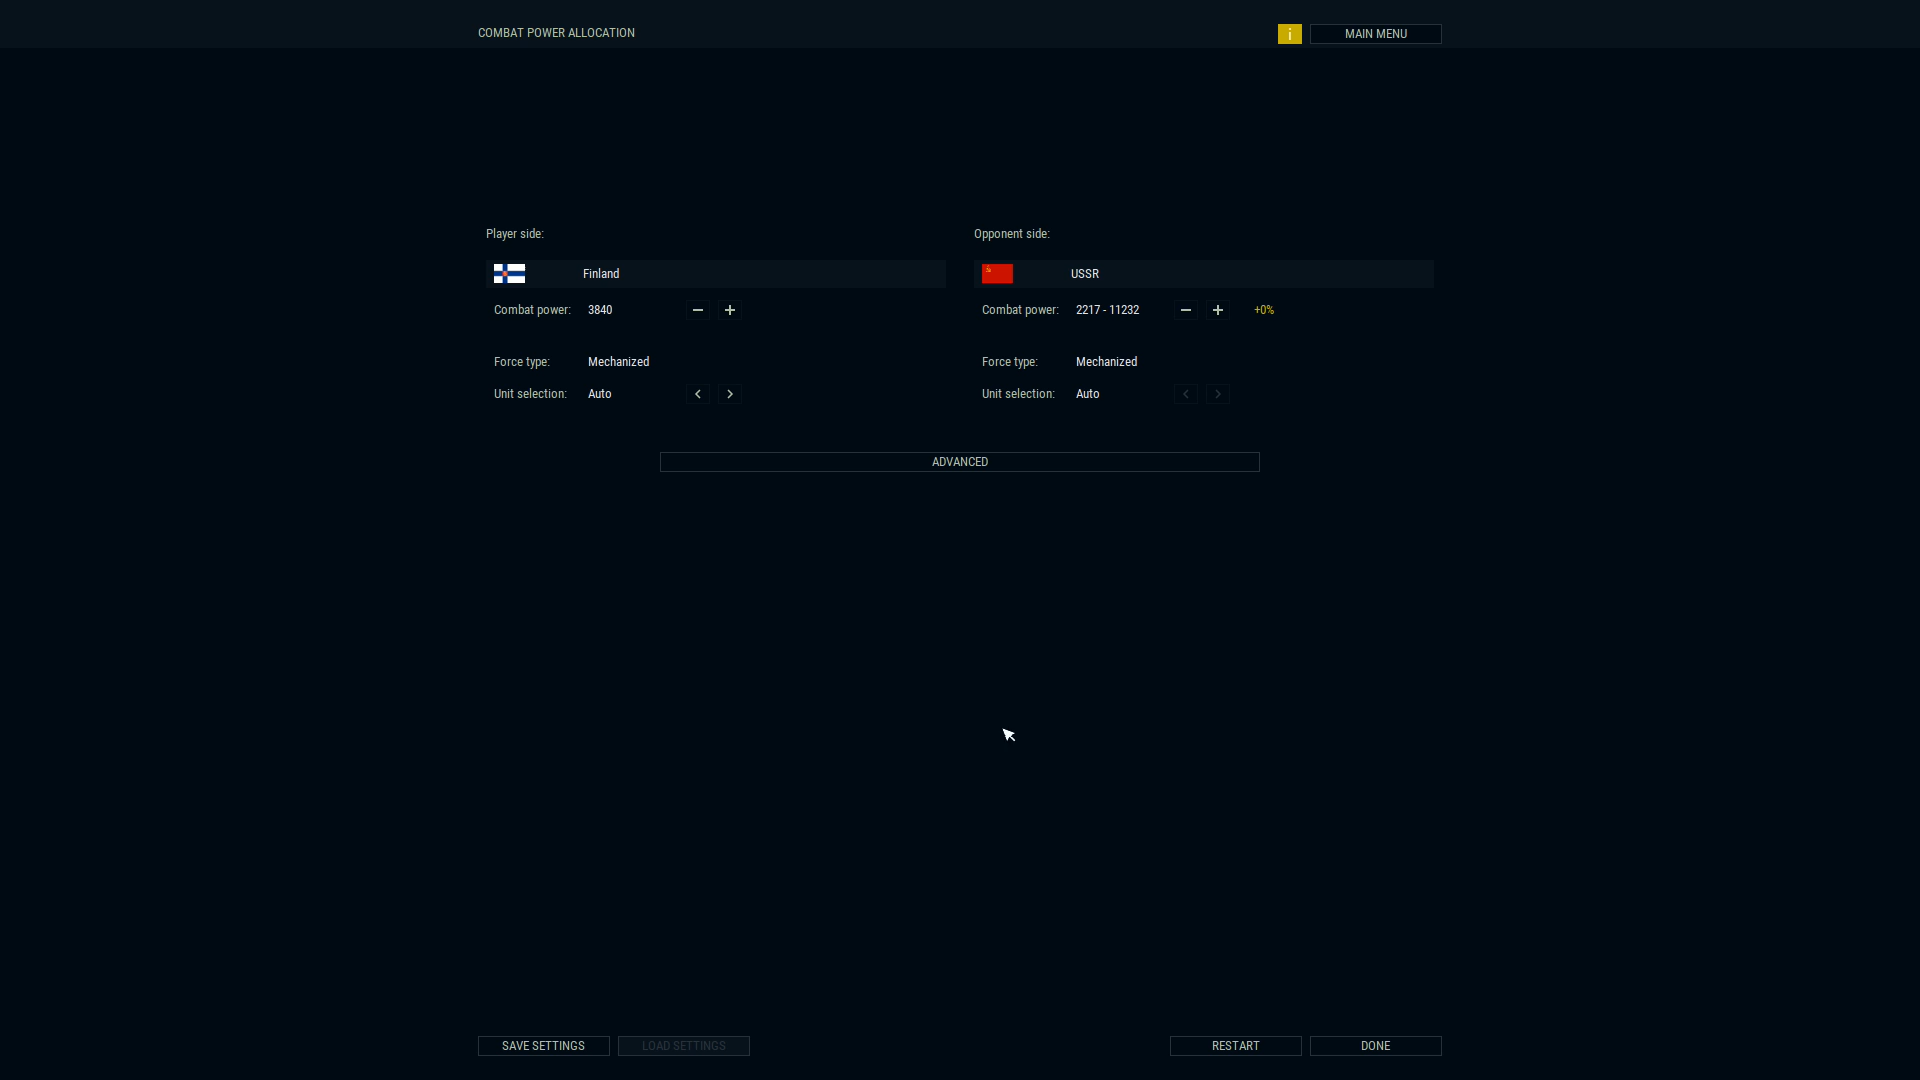 COMBAT POWER ALLOCATION
i
MAIN MENU
Player side:
Opponent side:
Finland
USSR
Combat power: 3840
Combat power: 2217 - 11232 +0%
Force type: Mechanized
Force type: Mechanized
Unit selection: Auto
Unit selection: Auto
ADVANCED
SAVE SETTINGS
LOAD SETTINGS
RESTART
DONE